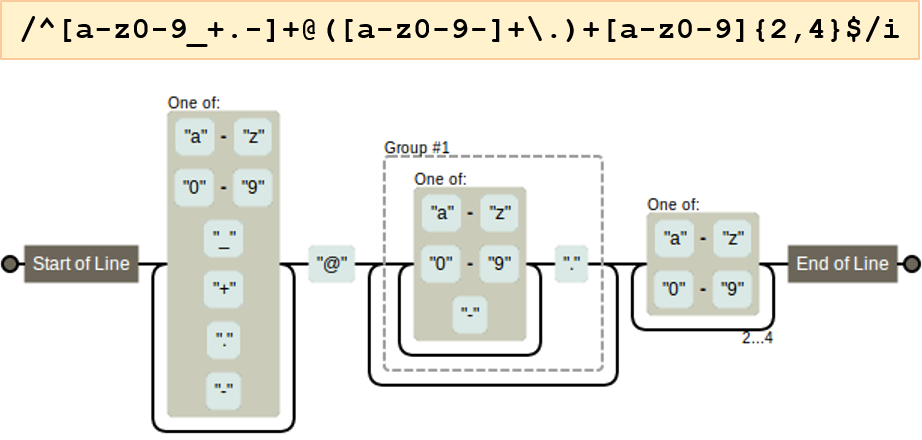 /^[a-z0-9_+.-]+@([a-z0-9-]+\.)+[a-z0-9]{2,4}$/i
One of:
"a" - "z"
"0" - "9"
"_"
"+"
"."
"-"
Start of Line
"@"
Group #1
One of:
"a" - "z"
"0" - "9"
"-"
"."
One of:
"a" - "z"
"0" - "9"
2...4
End of Line